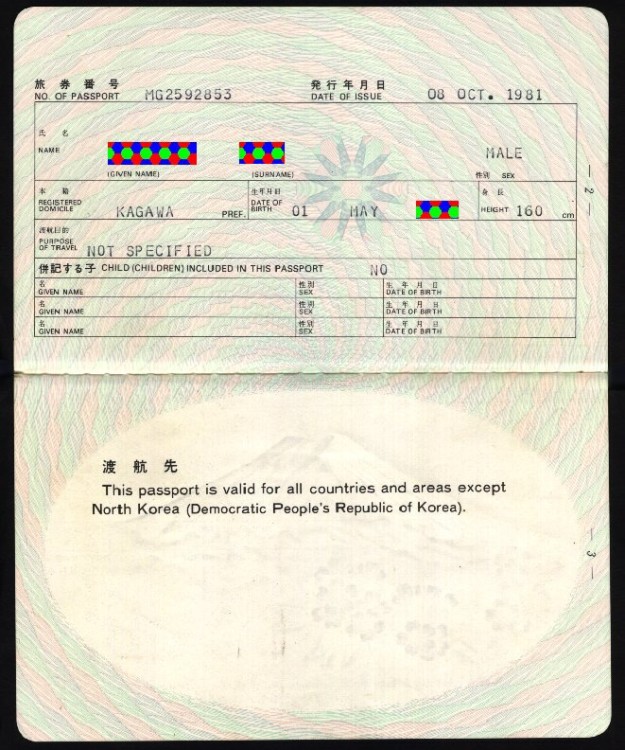 旅券番号 発行年月日
NO. OF PASSPORT MG2592853 DATE OF ISSUE 08 OCT. 1981
氏名
NAME MALE
(GIVEN NAME) (SURNAME) 性別 SEX
本籍 生年月日 身長
REGISTERED DOMICILE KAGAWA PREF. DATE OF BIRTH 01 MAY HEIGHT 160 cm
渡航目的
PURPOSE OF TRAVEL NOT SPECIFIED
併記する子 CHILD (CHILDREN) INCLUDED IN THIS PASSPORT NO
名 性別 生年月日
GIVEN NAME SEX DATE OF BIRTH
名 性別 生年月日
GIVEN NAME SEX DATE OF BIRTH
名 性別 生年月日
GIVEN NAME SEX DATE OF BIRTH
— 2 —
渡航先
This passport is valid for all countries and areas except
North Korea (Democratic People's Republic of Korea).
— 3 —